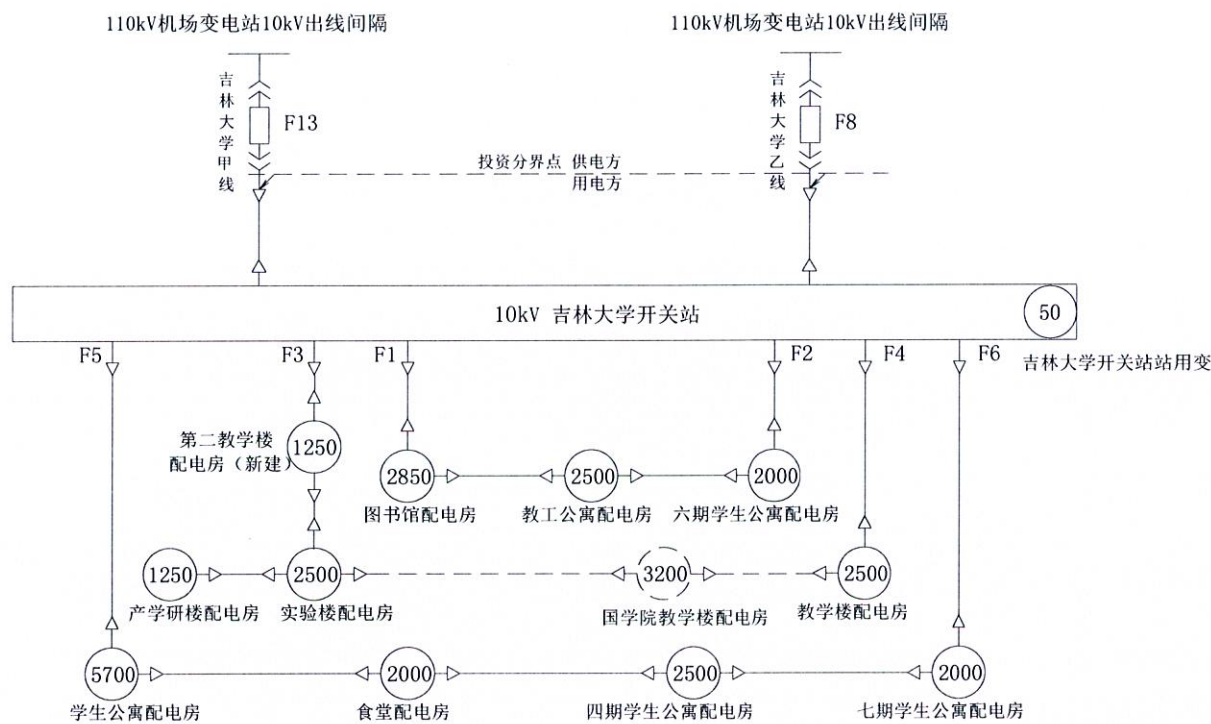 110kV机场变电站10kV出线间隔
110kV机场变电站10kV出线间隔
吉林大学甲线
F13
吉林大学乙线
F8
投资分界点 供电方
用电方
10kV 吉林大学开关站
50
F5
F3
F1
F2
F4
F6
吉林大学开关站站用变
第二教学楼
配电房（新建）
1250
2850
2500
2000
图书馆配电房
教工公寓配电房
六期学生公寓配电房
1250
2500
3200
2500
产学研楼配电房
实验楼配电房
国学院教学楼配电房
教学楼配电房
5700
2000
2500
2000
学生公寓配电房
食堂配电房
四期学生公寓配电房
七期学生公寓配电房